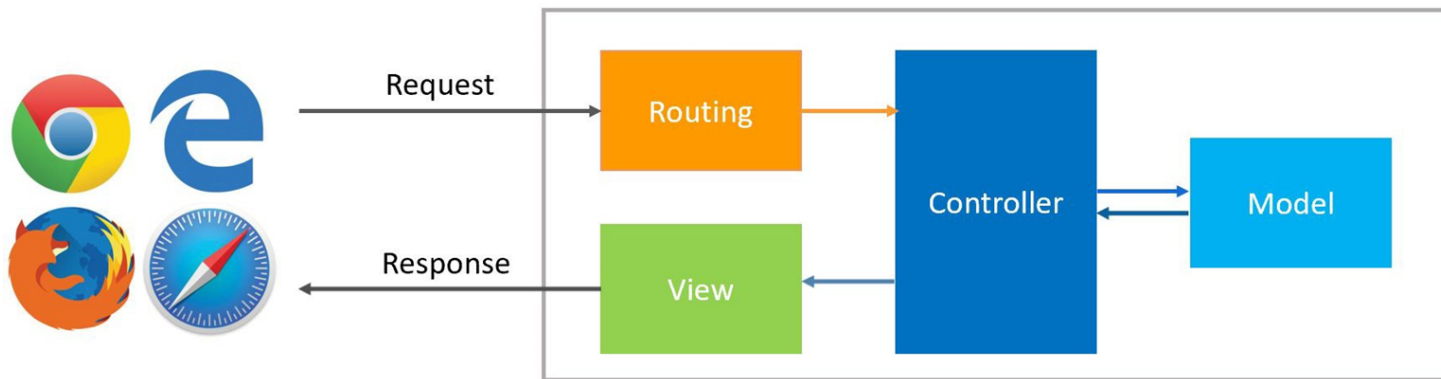 Request
Routing
Controller
Model
Response
View